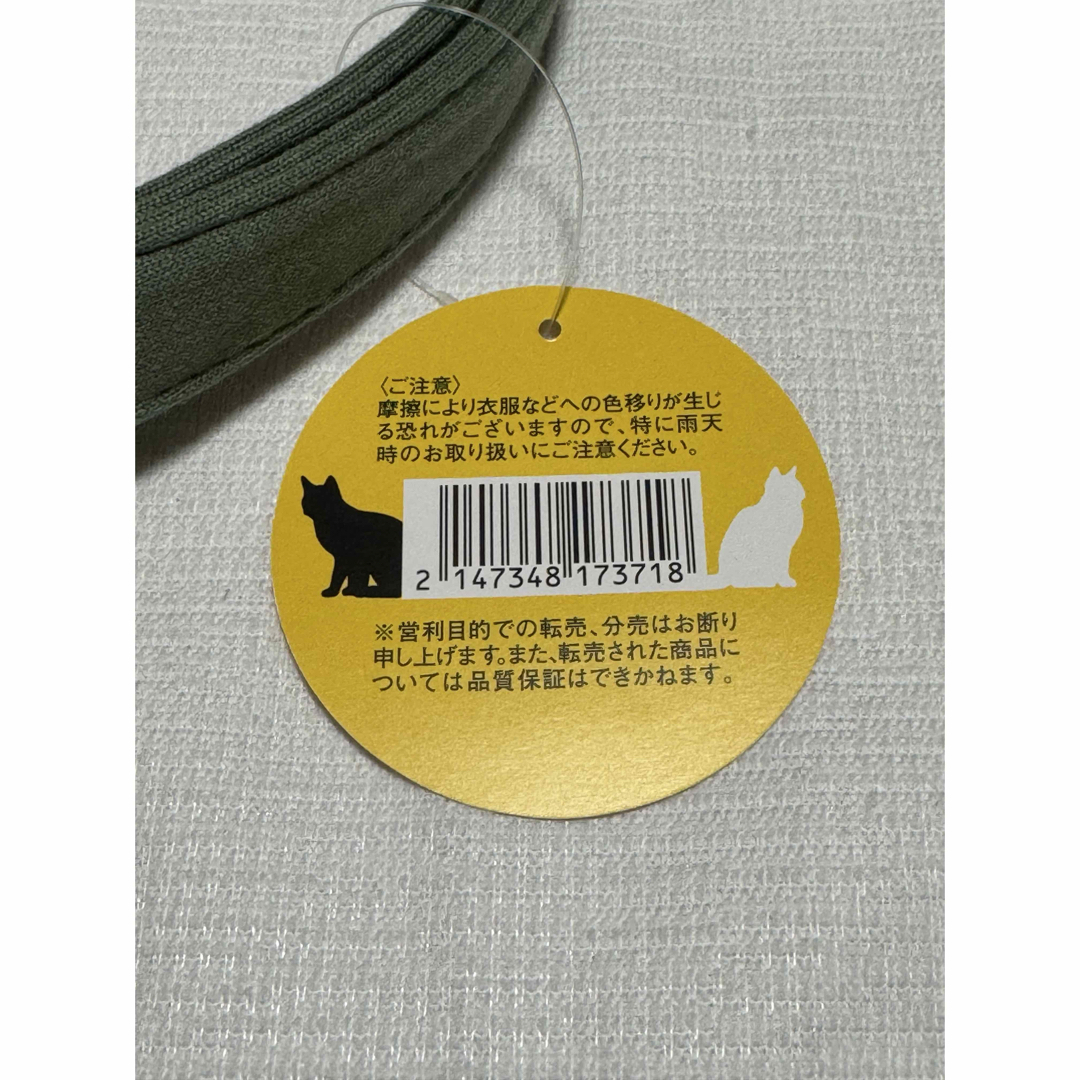 〈ご注意〉
摩擦により衣服などへの色移りが生じ
る恐れがございますので、特に雨天
時のお取り扱いにご注意ください。
2 147348 173718
※営利目的での転売、分売はお断り
申し上げます。また、転売された商品に
ついては品質保証はできかねます。